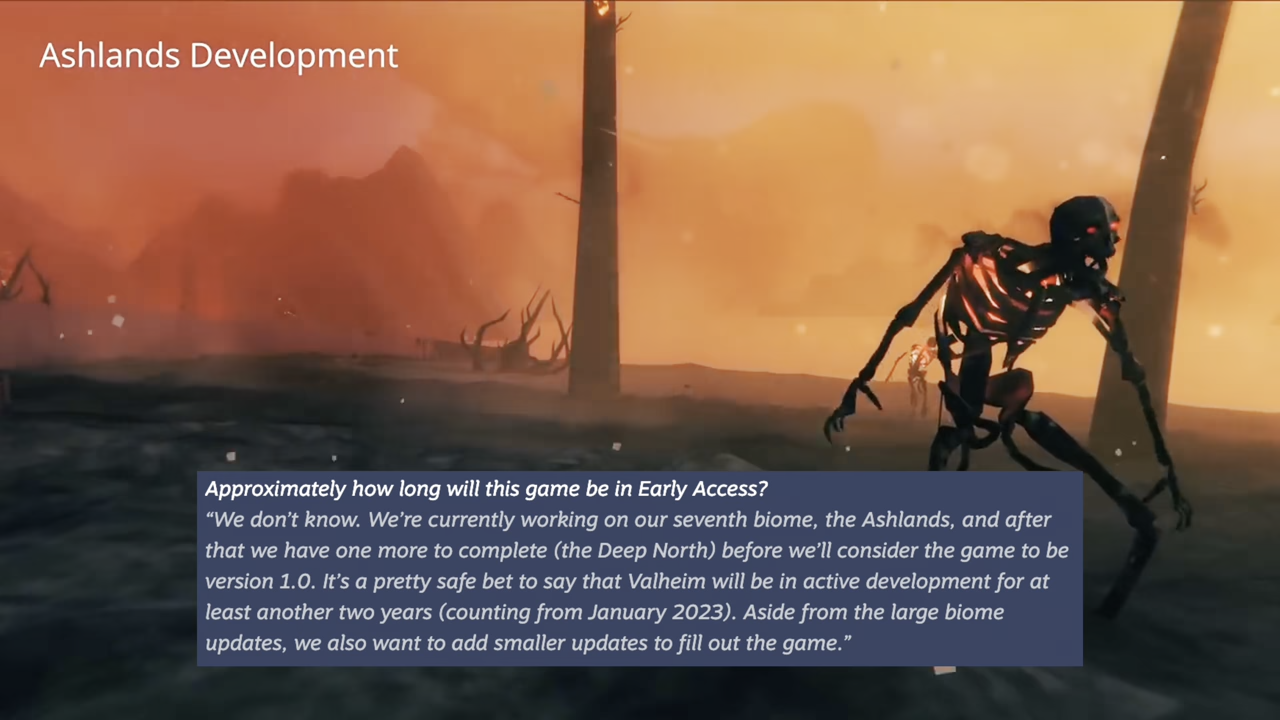 Ashlands Development
Approximately how long will this game be in Early Access?
“We don’t know. We’re currently working on our seventh biome, the Ashlands, and after
that we have one more to complete (the Deep North) before we’ll consider the game to be
version 1.0. It’s a pretty safe bet to say that Valheim will be in active development for at
least another two years (counting from January 2023). Aside from the large biome
updates, we also want to add smaller updates to fill out the game.”